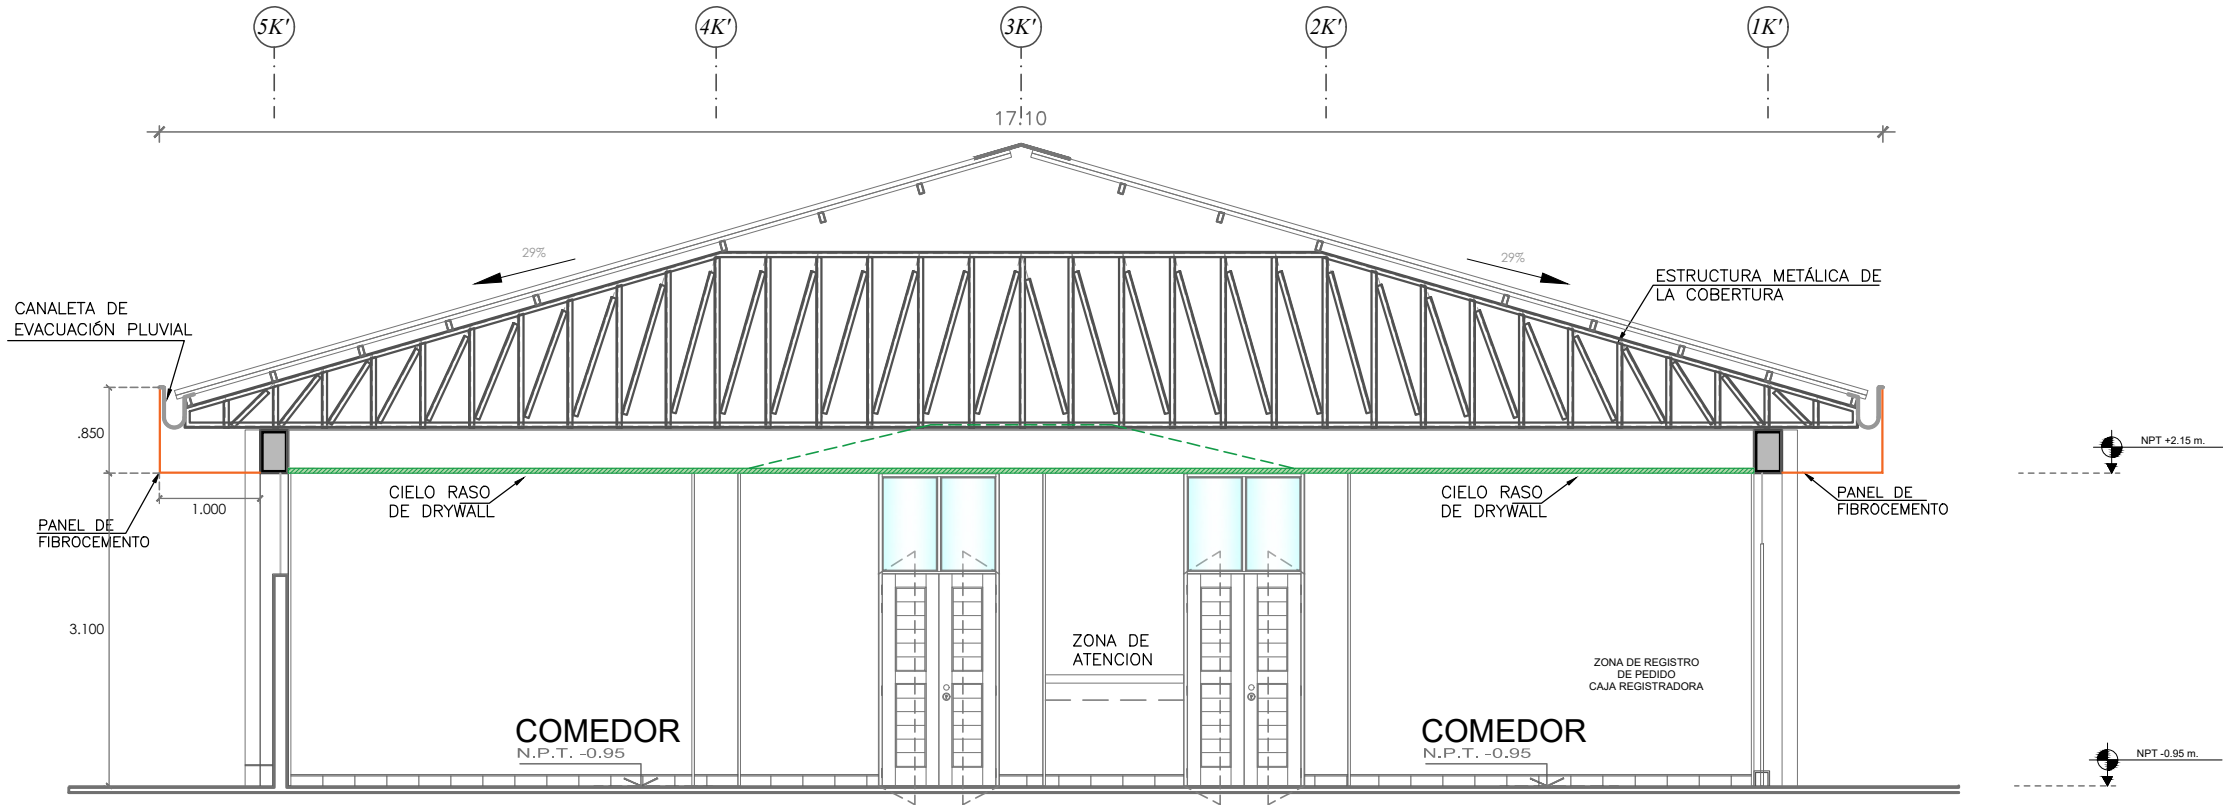 5K'
4K'
3K'
2K'
1K'
17.10
29%
29%
ESTRUCTURA METÁLICA DE
LA COBERTURA
CANALETA DE
EVACUACIÓN PLUVIAL
.850
NPT +2.15 m.
CIELO RASO
DE DRYWALL
CIELO RASO
DE DRYWALL
PANEL DE
FIBROCEMENTO
1.000
PANEL DE
FIBROCEMENTO
3.100
ZONA DE
ATENCION
ZONA DE REGISTRO
DE PEDIDO
CAJA REGISTRADORA
COMEDOR
N.P.T. -0.95
COMEDOR
N.P.T. -0.95
NPT -0.95 m.